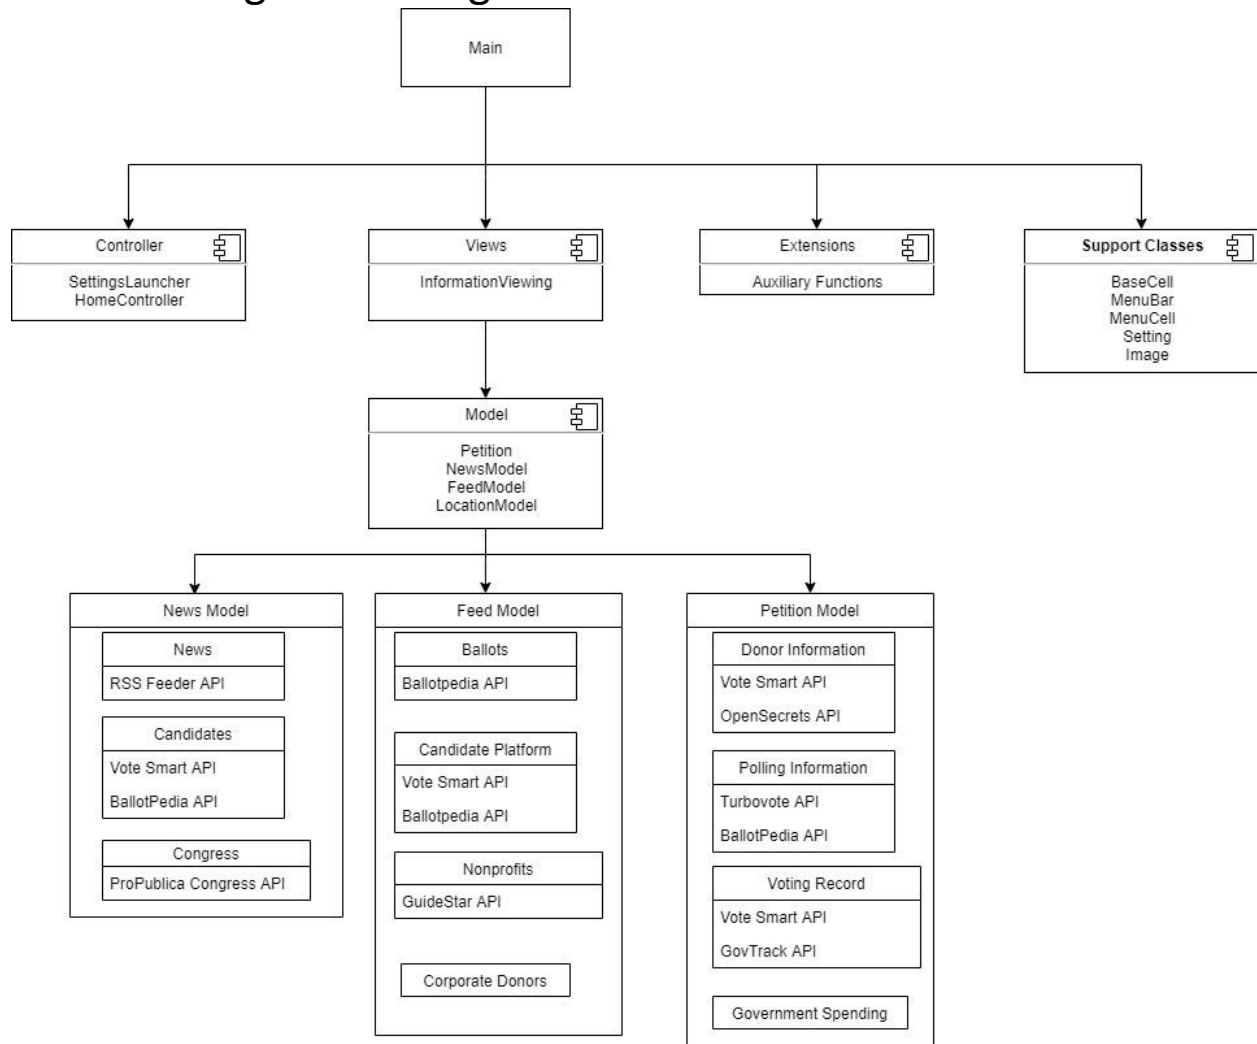 Main
Controller
SettingsLauncher
HomeController
Views
InformationViewing
Extensions
Auxiliary Functions
Support Classes
BaseCell
MenuBar
MenuCell
Setting
Image
Model
Petition
NewsModel
FeedModel
LocationModel
News Model
News
RSS Feeder API
Candidates
Vote Smart API
BallotPedia API
Congress
ProPublica Congress API
Feed Model
Ballots
Ballotpedia API
Candidate Platform
Vote Smart API
Ballotpedia API
Nonprofits
GuideStar API
Corporate Donors
Petition Model
Donor Information
Vote Smart API
OpenSecrets API
Polling Information
Turbovote API
BallotPedia API
Voting Record
Vote Smart API
GovTrack API
Government Spending